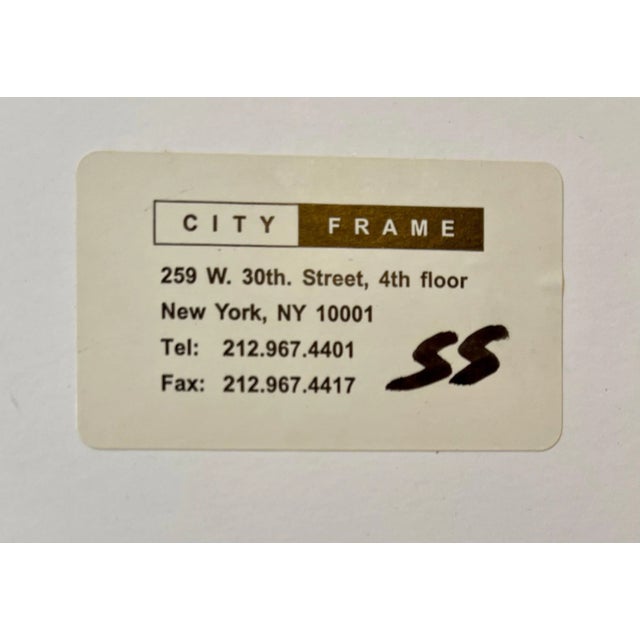 CITY FRAME
259 W. 30th. Street, 4th floor
New York, NY 10001
Tel: 212.967.4401
Fax: 212.967.4417
SS